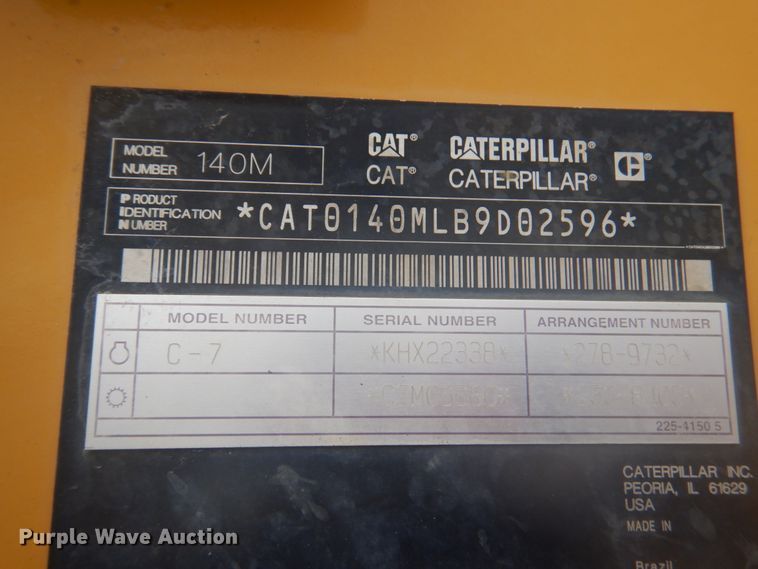 MODEL NUMBER 140M
CAT® CATERPILLAR®
CAT® CATERPILLAR®
PRODUCT IDENTIFICATION NUMBER *CAT0140MLB9D02596*
MODEL NUMBER SERIAL NUMBER ARRANGEMENT NUMBER
C-7 *KHX22338* *278-9732*
225-4150 5
CATERPILLAR INC.
PEORIA, IL 61629
USA
MADE IN
Brazil
Purple Wave Auction